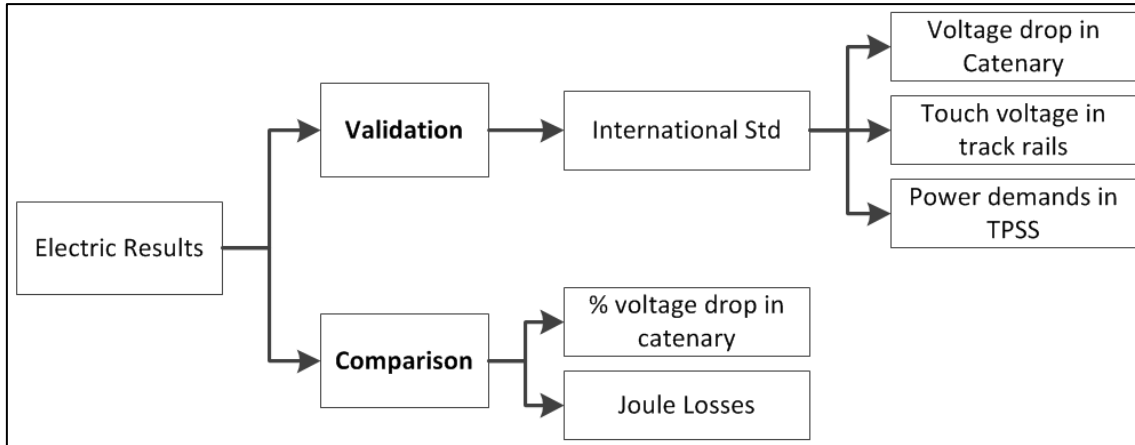 Electric Results
Validation
International Std
Voltage drop in
Catenary
Touch voltage in
track rails
Power demands in
TPSS
Comparison
% voltage drop in
catenary
Joule Losses